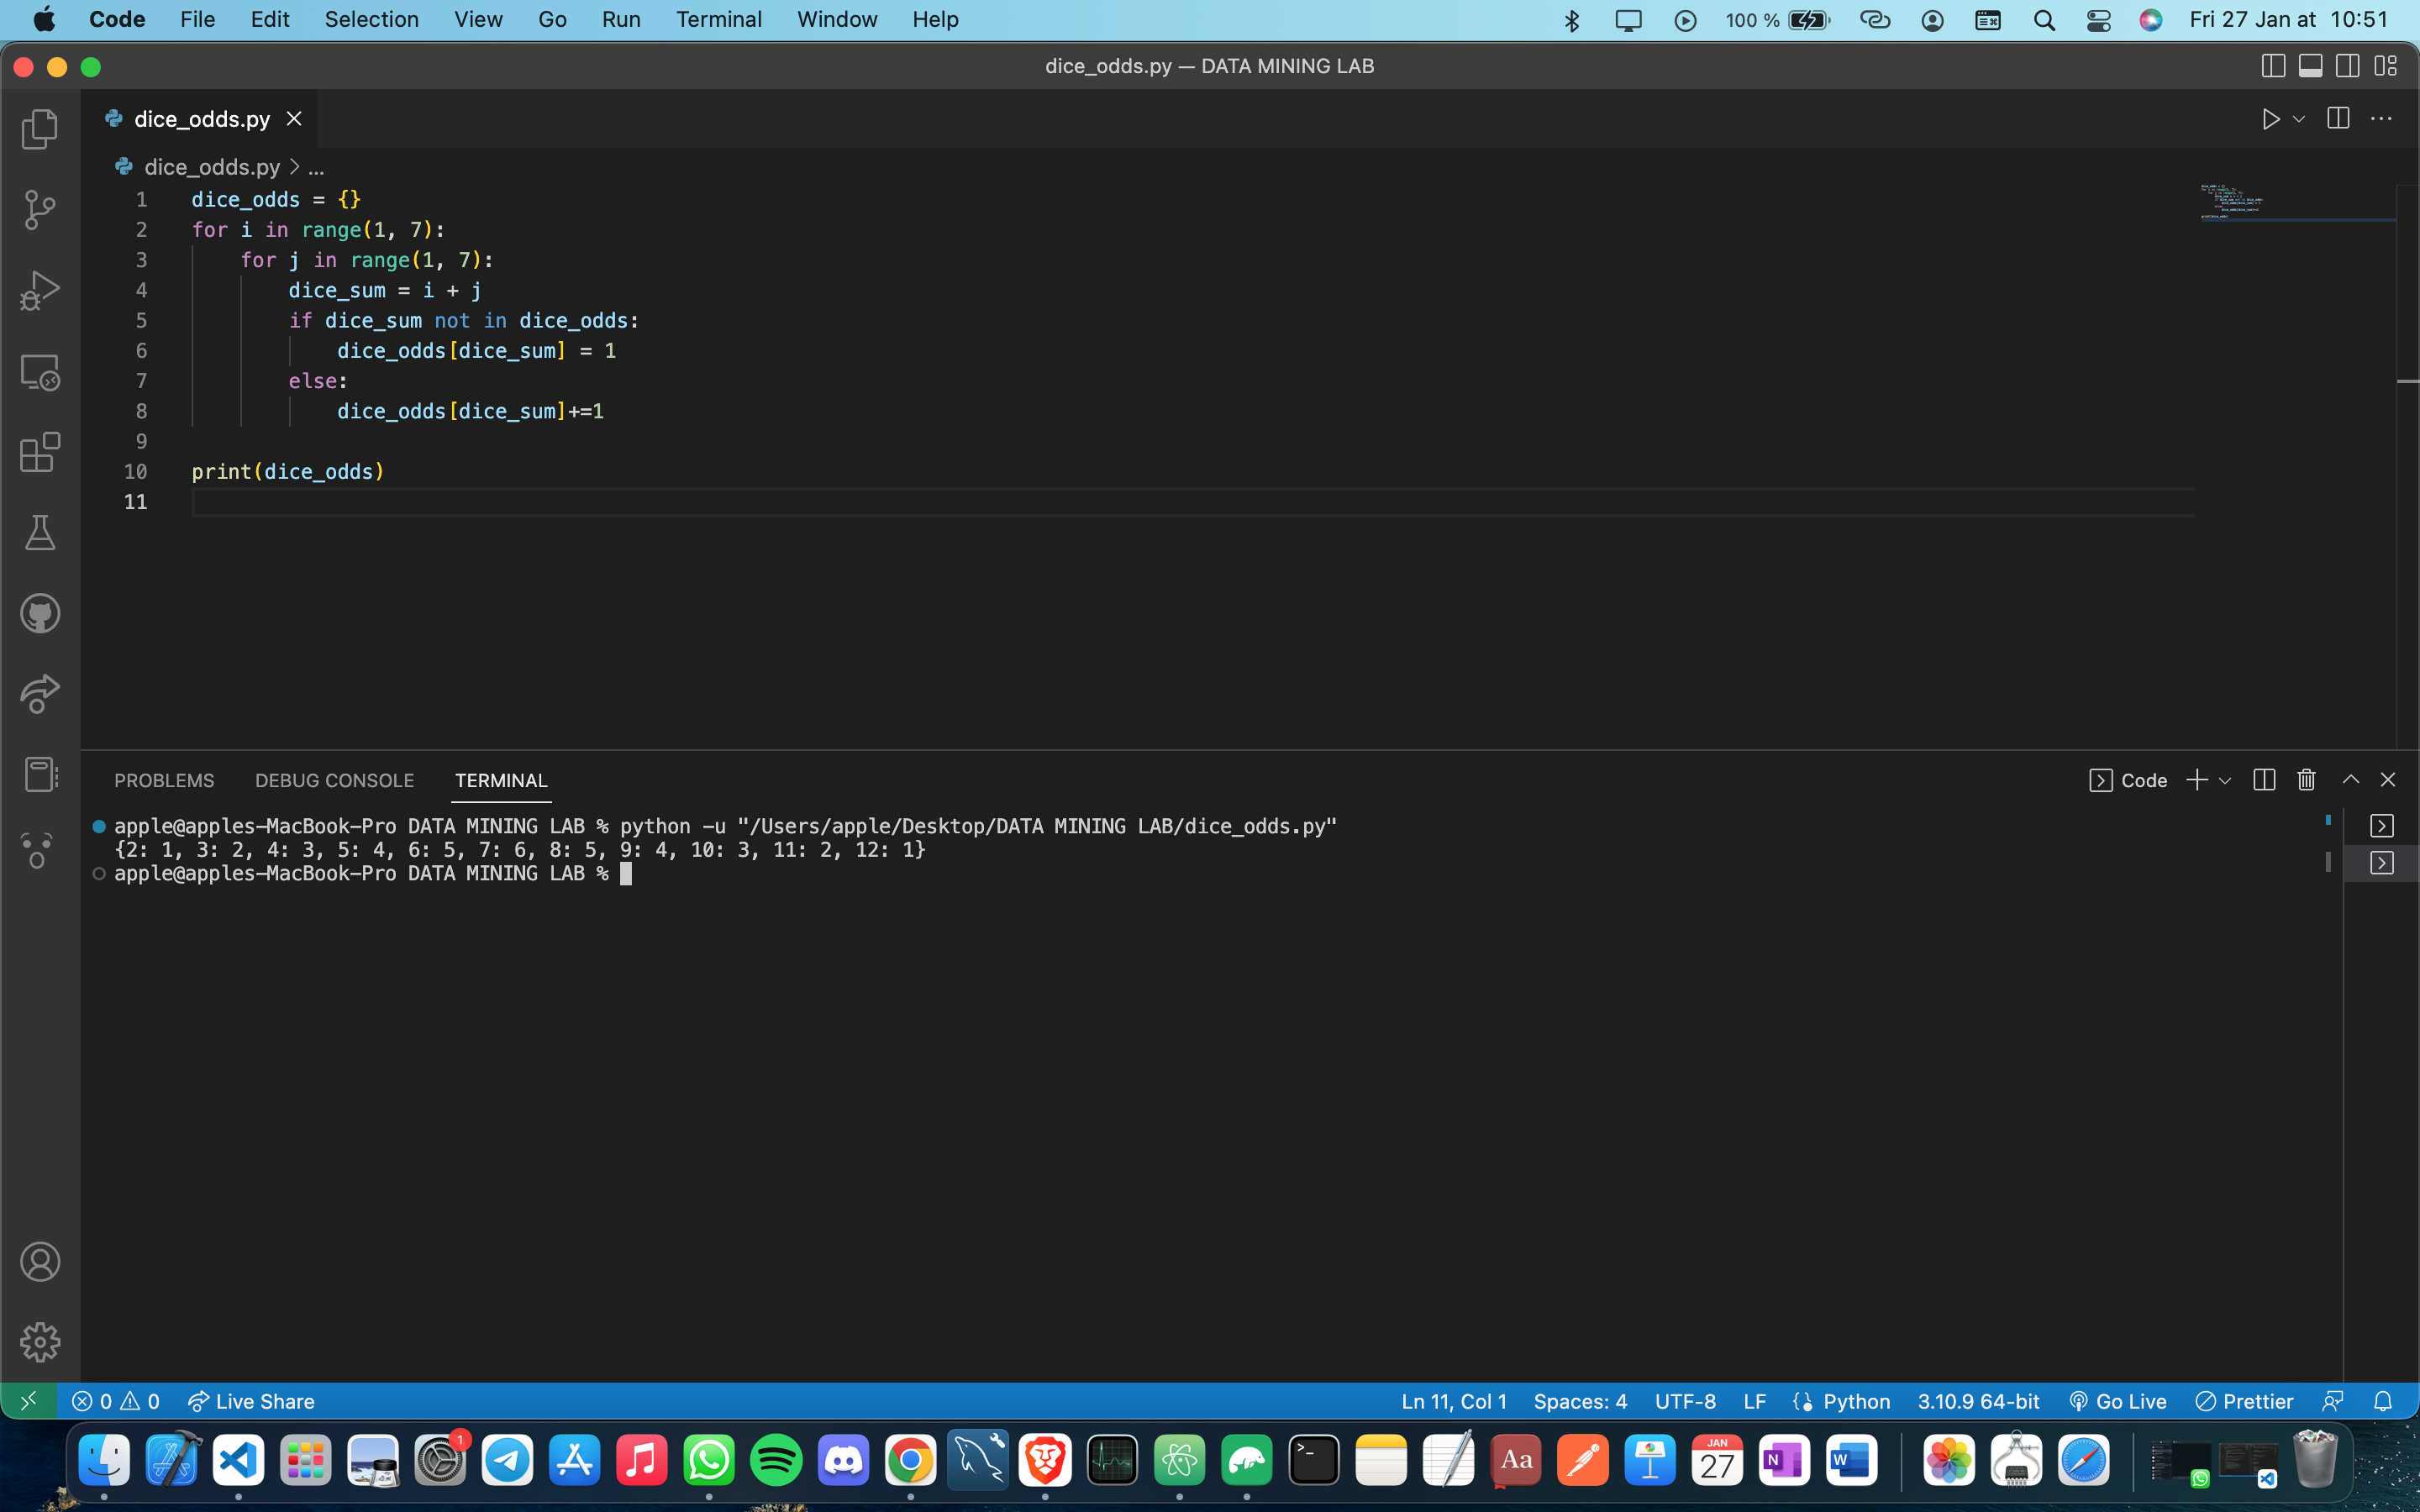 Code File Edit Selection View Go Run Terminal Window Help 100 % Fri 27 Jan at 10:51
dice_odds.py — DATA MINING LAB
dice_odds.py
dice_odds.py > ...
1 dice_odds = {}
2 for i in range(1, 7):
3     for j in range(1, 7):
4         dice_sum = i + j
5         if dice_sum not in dice_odds:
6             dice_odds[dice_sum] = 1
7         else:
8             dice_odds[dice_sum]+=1
9
10 print(dice_odds)
11
PROBLEMS DEBUG CONSOLE TERMINAL Code
apple@apples-MacBook-Pro DATA MINING LAB % python -u "/Users/apple/Desktop/DATA MINING LAB/dice_odds.py"
{2: 1, 3: 2, 4: 3, 5: 4, 6: 5, 7: 6, 8: 5, 9: 4, 10: 3, 11: 2, 12: 1}
apple@apples-MacBook-Pro DATA MINING LAB %
0 0 Live Share Ln 11, Col 1 Spaces: 4 UTF-8 LF Python 3.10.9 64-bit Go Live Prettier
1
Aa JAN 27 N W